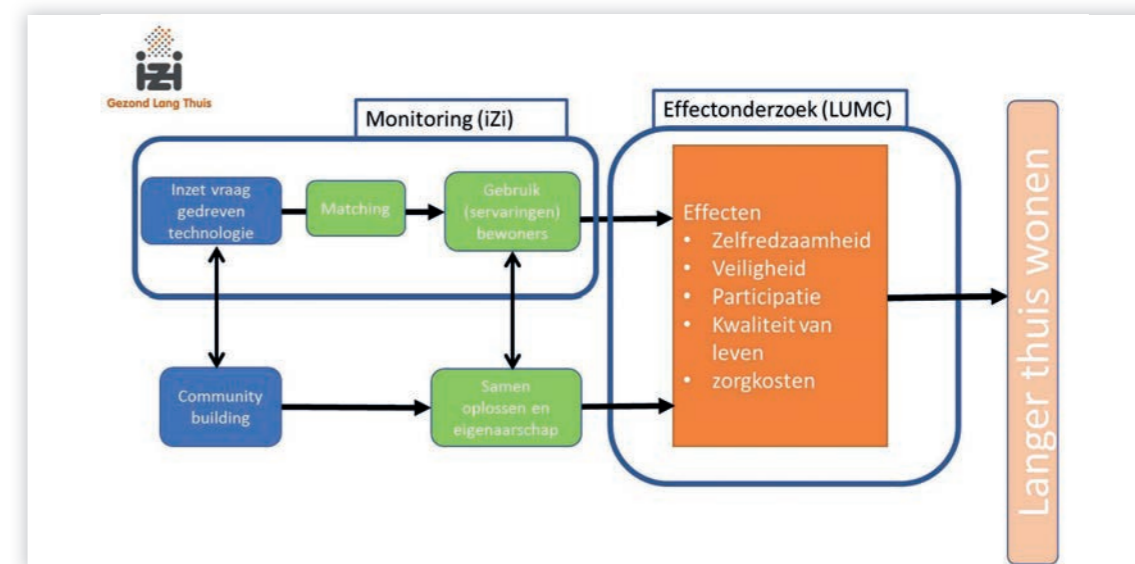 iZi
Gezond Lang Thuis
Monitoring (iZi)
Effectonderzoek (LUMC)
Inzet vraag
gedreven
technologie
Matching
Gebruik
(servaringen)
bewoners
Effecten
• Zelfredzaamheid
• Veiligheid
• Participatie
• Kwaliteit van
leven
• zorgkosten
Community
building
Samen
oplossen en
eigenaarschap
Langer thuis wonen